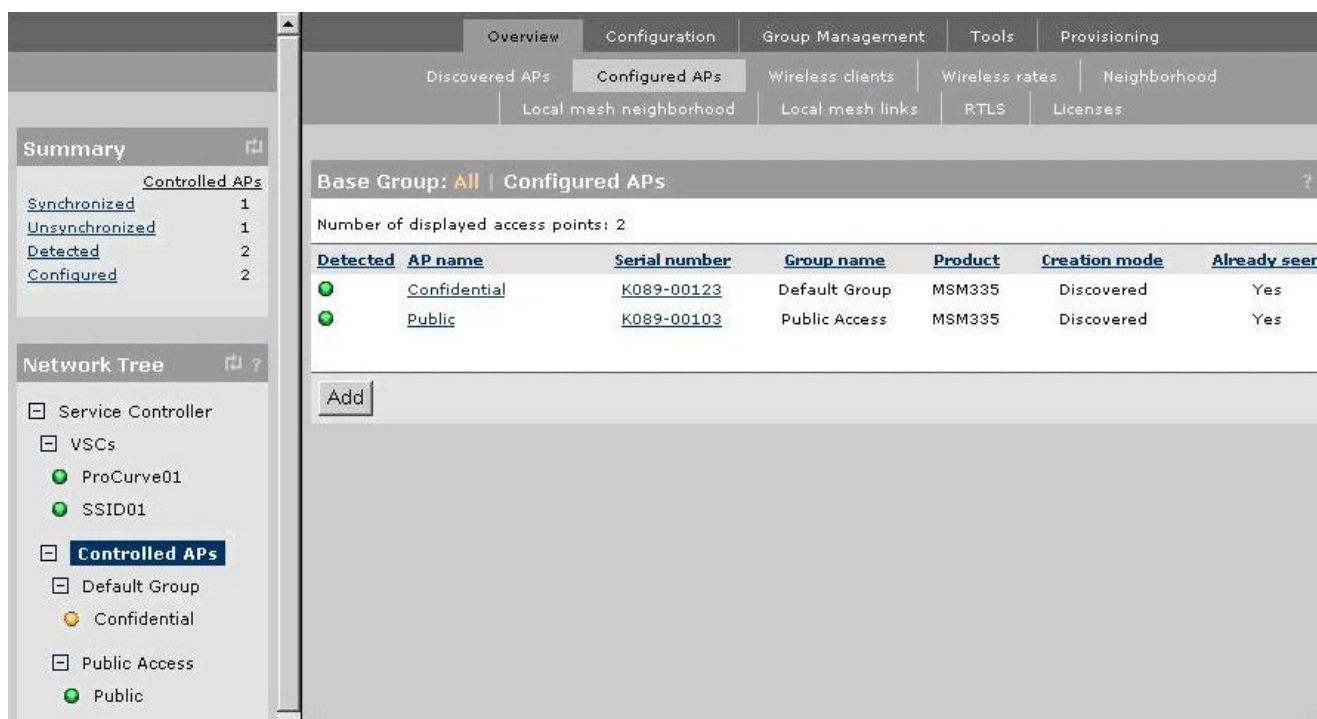 Overview Configuration Group Management Tools Provisioning
Discovered APs Configured APs Wireless clients Wireless rates Neighborhood
Local mesh neighborhood Local mesh links RTLS Licenses
Summary
Controlled APs
Synchronized 1
Unsynchronized 1
Detected 2
Configured 2
Network Tree ?
Service Controller
VSCs
ProCurve01
SSID01
Controlled APs
Default Group
Confidential
Public Access
Public
Base Group: All | Configured APs ?
Number of displayed access points: 2
Detected AP name Serial number Group name Product Creation mode Already seen
Confidential K089-00123 Default Group MSM335 Discovered Yes
Public K089-00103 Public Access MSM335 Discovered Yes
Add